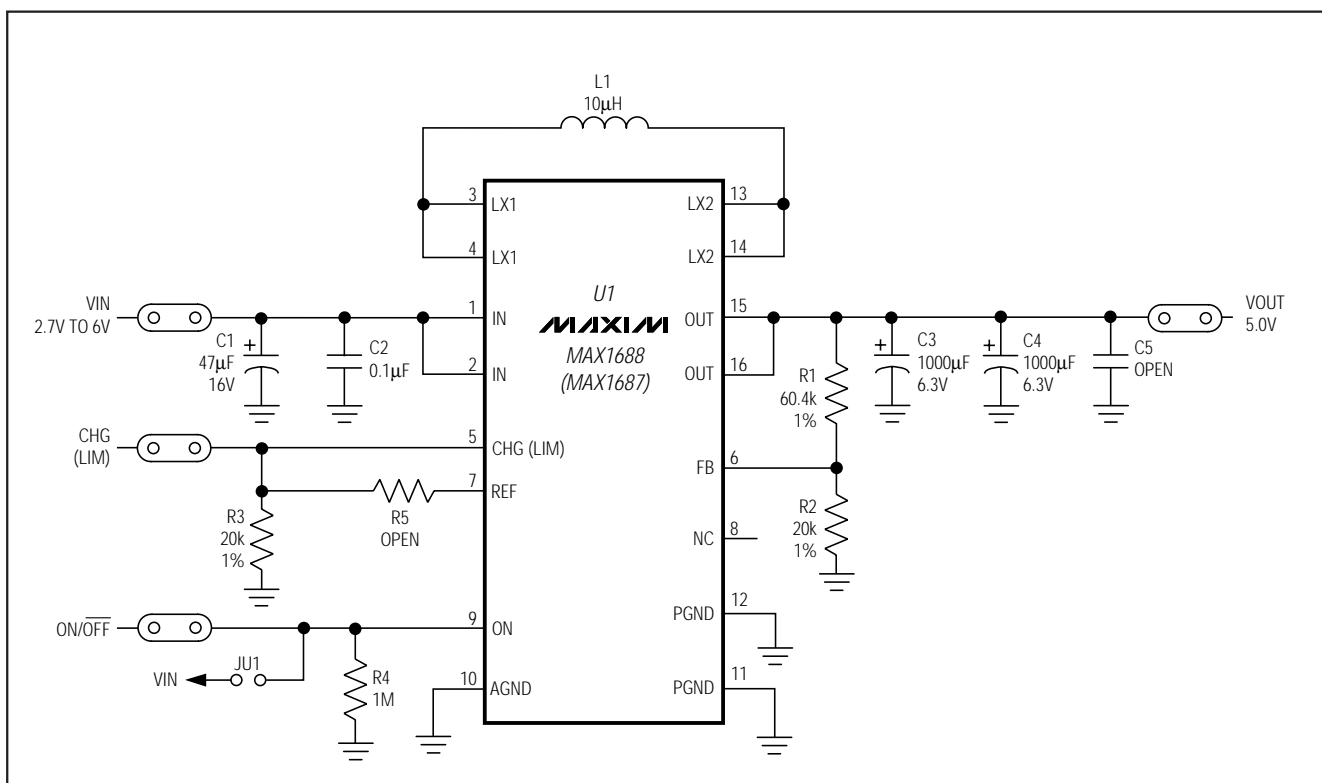 L1
10μH
3
LX1
LX2
13
4
LX1
LX2
14
VIN
2.7V TO 6V
C1
+
47μF
16V
C2
0.1μF
1
IN
2
IN
U1
MAXIM
MAX1688
(MAX1687)
OUT
15
OUT
16
R1
60.4k
1%
+
C3
1000μF
6.3V
+
C4
1000μF
6.3V
C5
OPEN
VOUT
5.0V
CHG
(LIM)
5
CHG (LIM)
7
REF
R3
20k
1%
R5
OPEN
FB
6
R2
20k
1%
NC
8
ON/OFF
9
ON
VIN
JU1
R4
1M
10
AGND
PGND
12
PGND
11